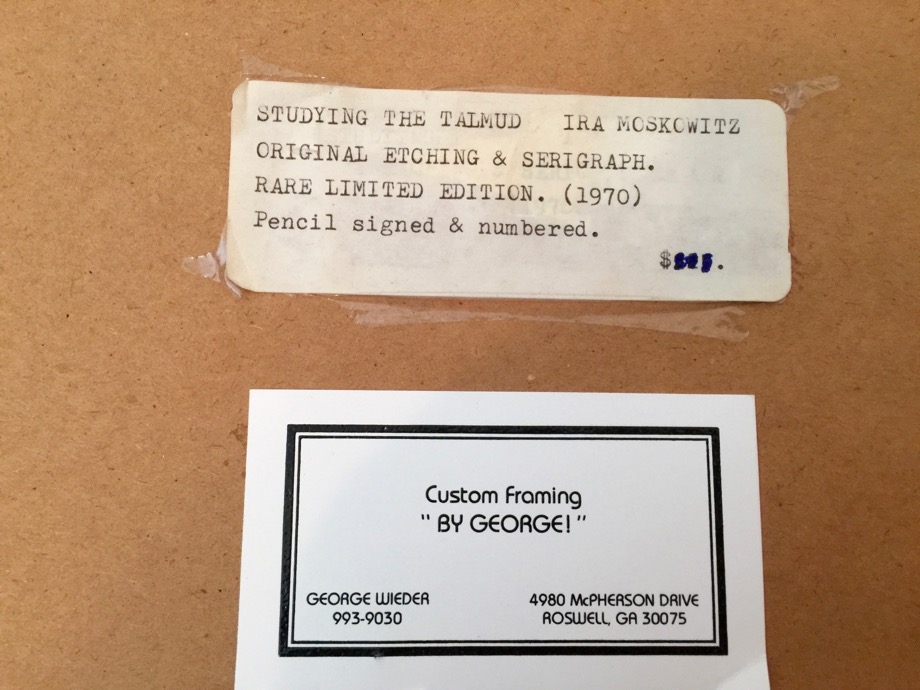 STUDYING THE TALMUD IRA MOSKOWITZ
ORIGINAL ETCHING & SERIGRAPH.
RARE LIMITED EDITION. (1970)
Pencil signed & numbered.
$ .
Custom Framing
" BY GEORGE! "
GEORGE WIEDER 4980 McPHERSON DRIVE
993-9030 ROSWELL, GA 30075